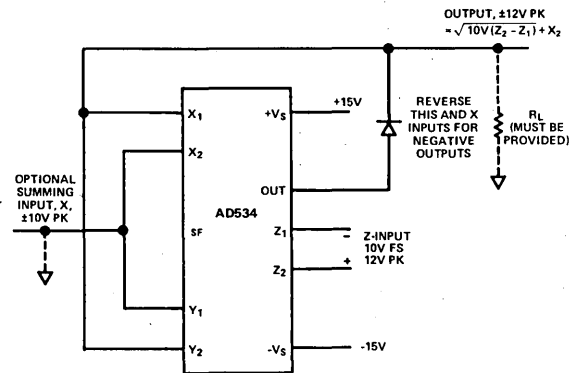 OUTPUT, ±12V PK
= √10V (Z2 – Z1) + X2
X1
+VS
+15V
REVERSE
THIS AND X
INPUTS FOR
NEGATIVE
OUTPUTS
RL
(MUST BE
PROVIDED)
X2
OPTIONAL
SUMMING
INPUT, X,
±10V PK
OUT
AD534
SF
Z1
–
Z-INPUT
10V FS
12V PK
Z2
+
Y1
Y2
-VS
-15V